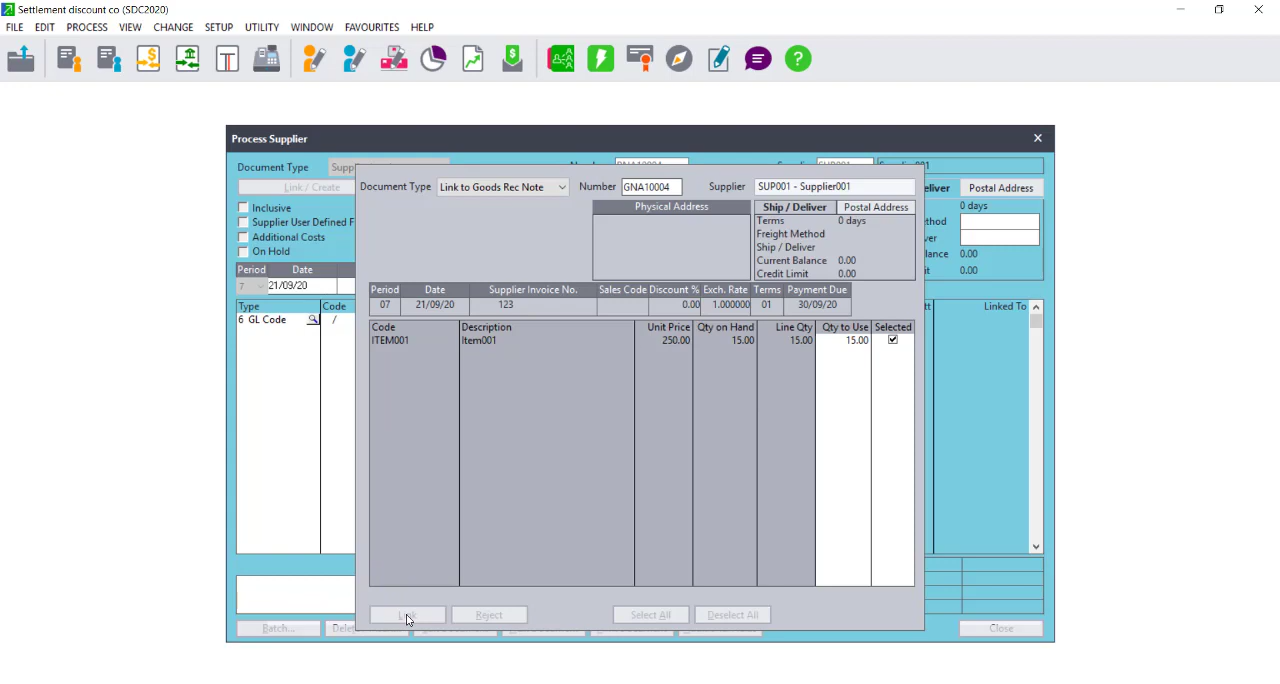 Settlement discount co (SDC2020)
FILE EDIT PROCESS VIEW CHANGE SETUP UTILITY WINDOW FAVOURITES HELP
Process Supplier
Document Type
Link / Create
Inclusive
Supplier User Defined F
Additional Costs
On Hold
Period Date
7 21/09/20
Type Code
6 GL Code /
Document Type Link to Goods Rec Note Number GNA10004 Supplier SUP001 - Supplier001
Physical Address
Ship / Deliver Postal Address
Terms 0 days
Freight Method
Ship / Deliver
Current Balance 0.00
Credit Limit 0.00
Period Date Supplier Invoice No. Sales Code Discount % Exch. Rate Terms Payment Due
07 21/09/20 123 0.00 1.000000 01 30/09/20
Code Description Unit Price Qty on Hand Line Qty Qty to Use Selected
ITEM001 Item001 250.00 15.00 15.00 15.00
Link Reject Select All Deselect All
eliver Postal Address
0 days
thod
ver
lance 0.00
it 0.00
Linked To
Batch... Close